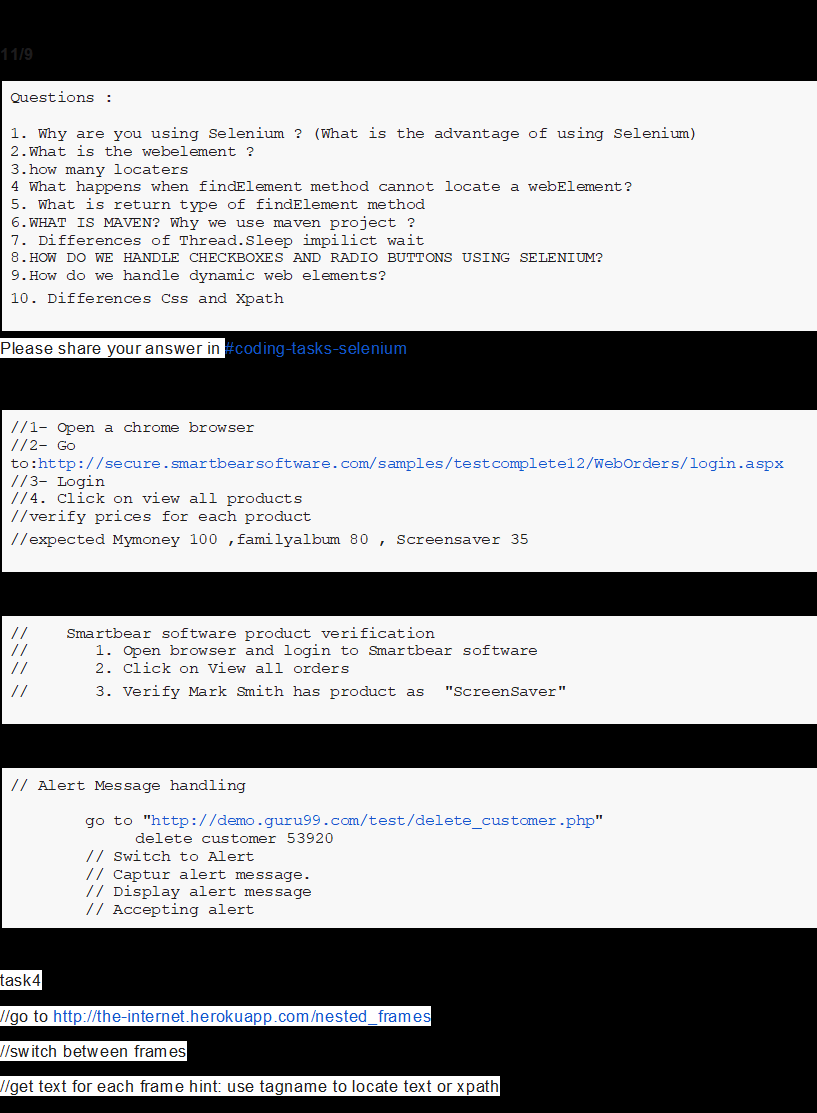 11/9
Questions :
1. Why are you using Selenium ? (What is the advantage of using Selenium)
2.What is the webelement ?
3.how many locaters
4 What happens when findElement method cannot locate a webElement?
5. What is return type of findElement method
6.WHAT IS MAVEN? Why we use maven project ?
7. Differences of Thread.Sleep impilict wait
8.HOW DO WE HANDLE CHECKBOXES AND RADIO BUTTONS USING SELENIUM?
9.How do we handle dynamic web elements?
10. Differences Css and Xpath
Please share your answer in #coding-tasks-selenium
//1- Open a chrome browser
//2- Go
to:http://secure.smartbearsoftware.com/samples/testcomplete12/WebOrders/login.aspx
//3- Login
//4. Click on view all products
//verify prices for each product
//expected Mymoney 100 ,familyalbum 80 , Screensaver 35
// Smartbear software product verification
// 1. Open browser and login to Smartbear software
// 2. Click on View all orders
// 3. Verify Mark Smith has product as "ScreenSaver"
// Alert Message handling
go to "http://demo.guru99.com/test/delete_customer.php"
delete customer 53920
// Switch to Alert
// Captur alert message.
// Display alert message
// Accepting alert
task4
//go to http://the-internet.herokuapp.com/nested_frames
//switch between frames
//get text for each frame hint: use tagname to locate text or xpath